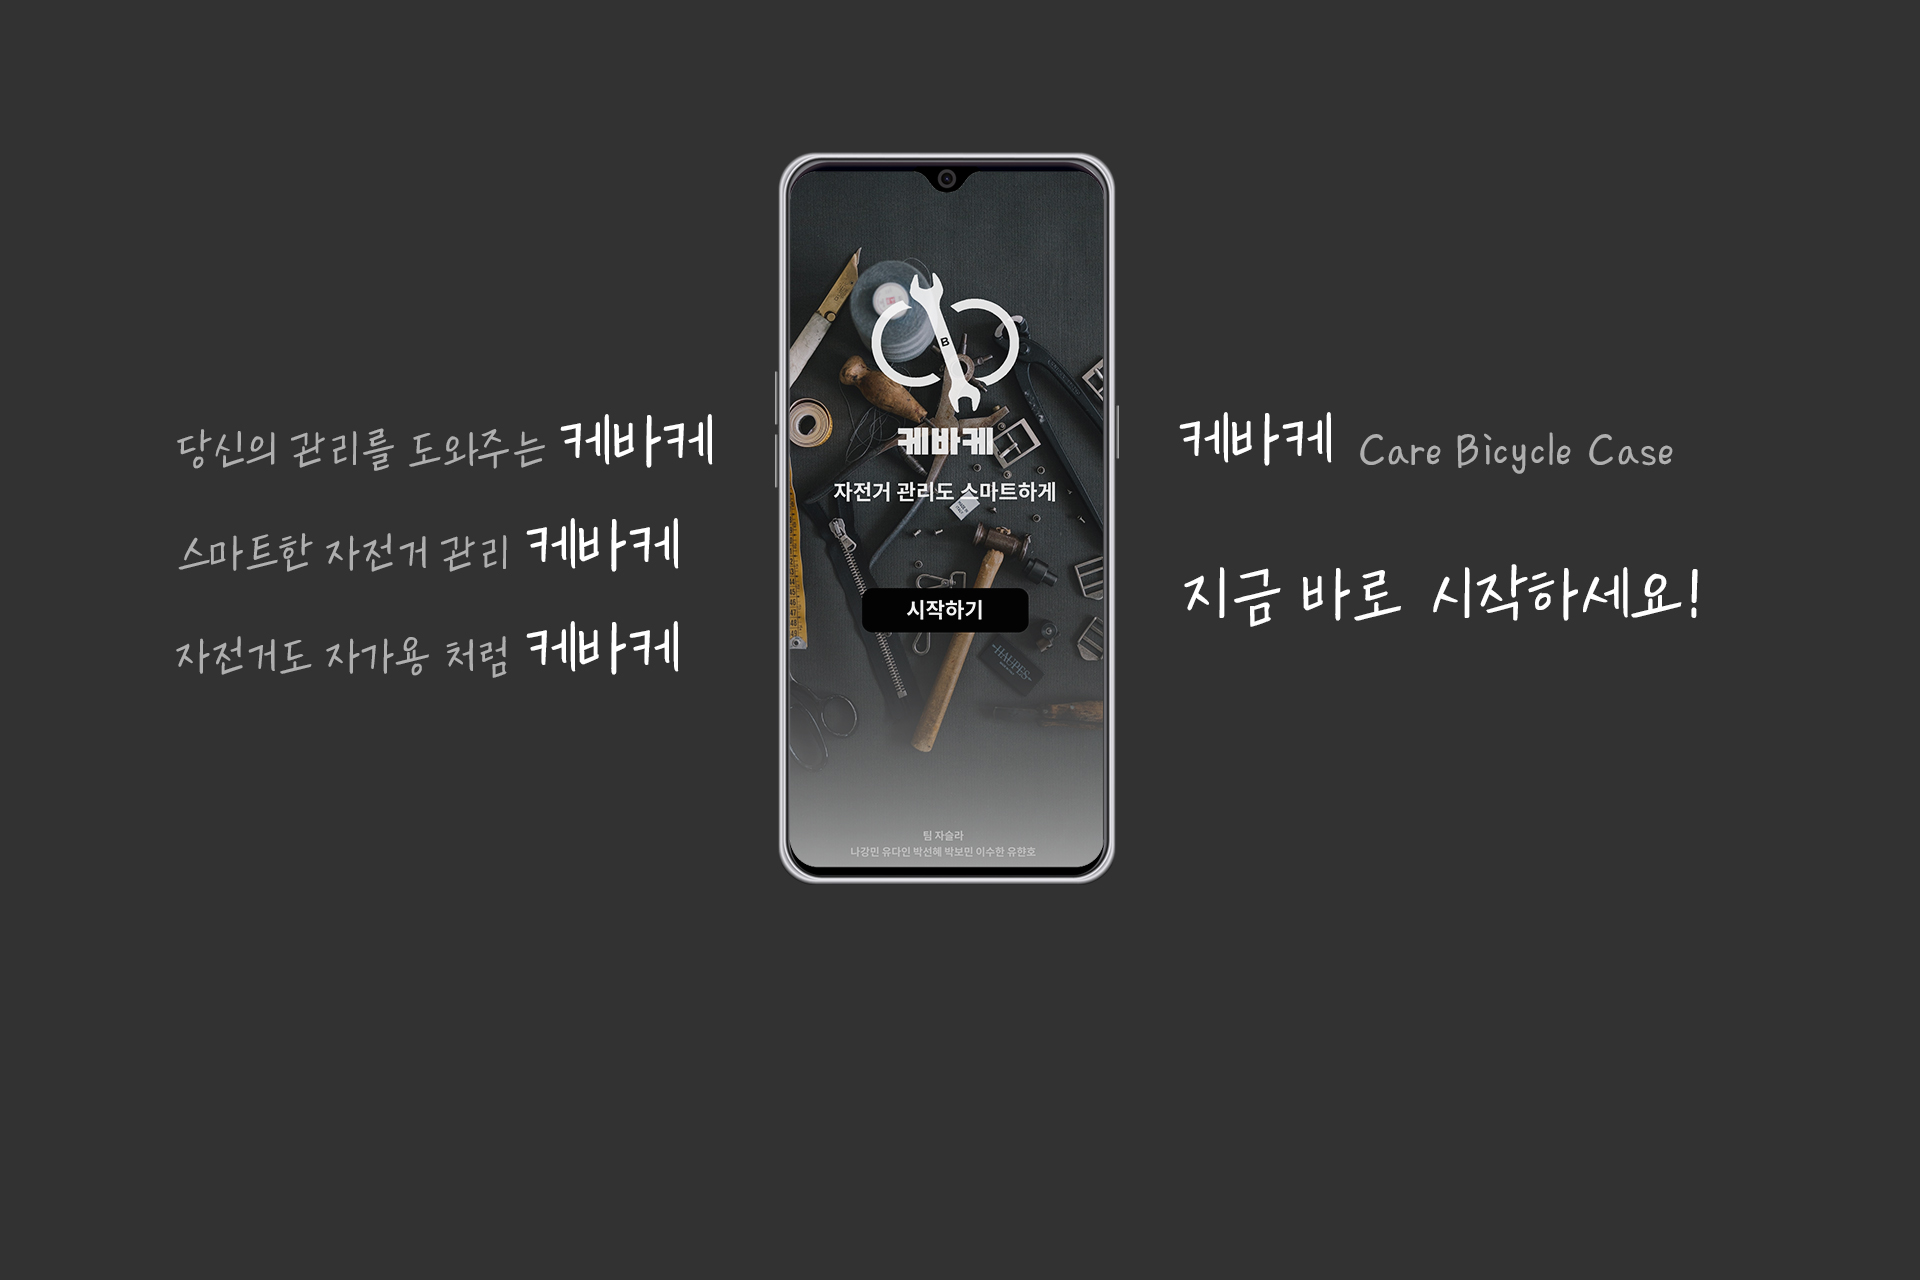 당신의 관리를 도와주는 케바케
스마트한 자전거 관리 케바케
자전거도 자가용 처럼 케바케
B
케바케
자전거 관리도 스마트하게
시작하기
팀 자슬라
나강민 유다인 박선혜 박보민 이수한 유한호
케바케 Care Bicycle Case
지금 바로 시작하세요!